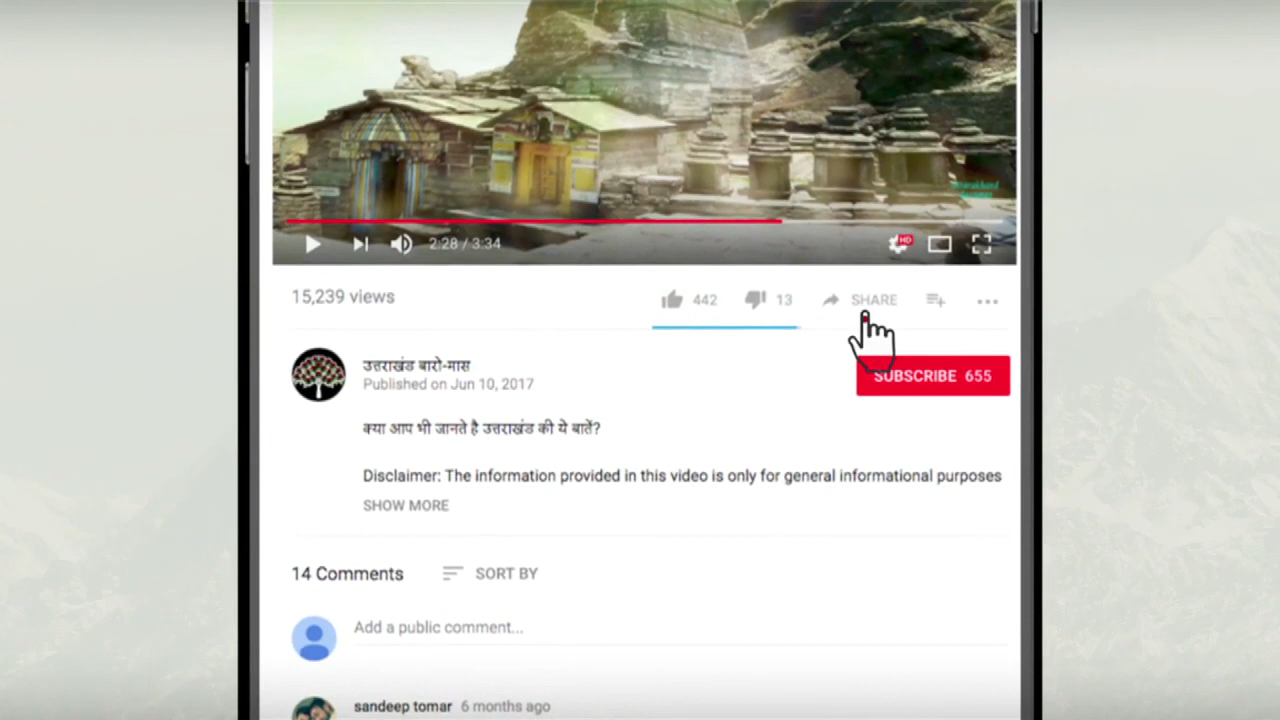 2:28 / 3:34
HD
15,239 views
442
13
SHARE
उत्तराखंड बारो-मास
Published on Jun 10, 2017
SUBSCRIBE 655
क्या आप भी जानते है उत्तराखंड की ये बातें?
Disclaimer: The information provided in this video is only for general informational purposes
SHOW MORE
14 Comments
SORT BY
Add a public comment...
sandeep tomar 6 months ago